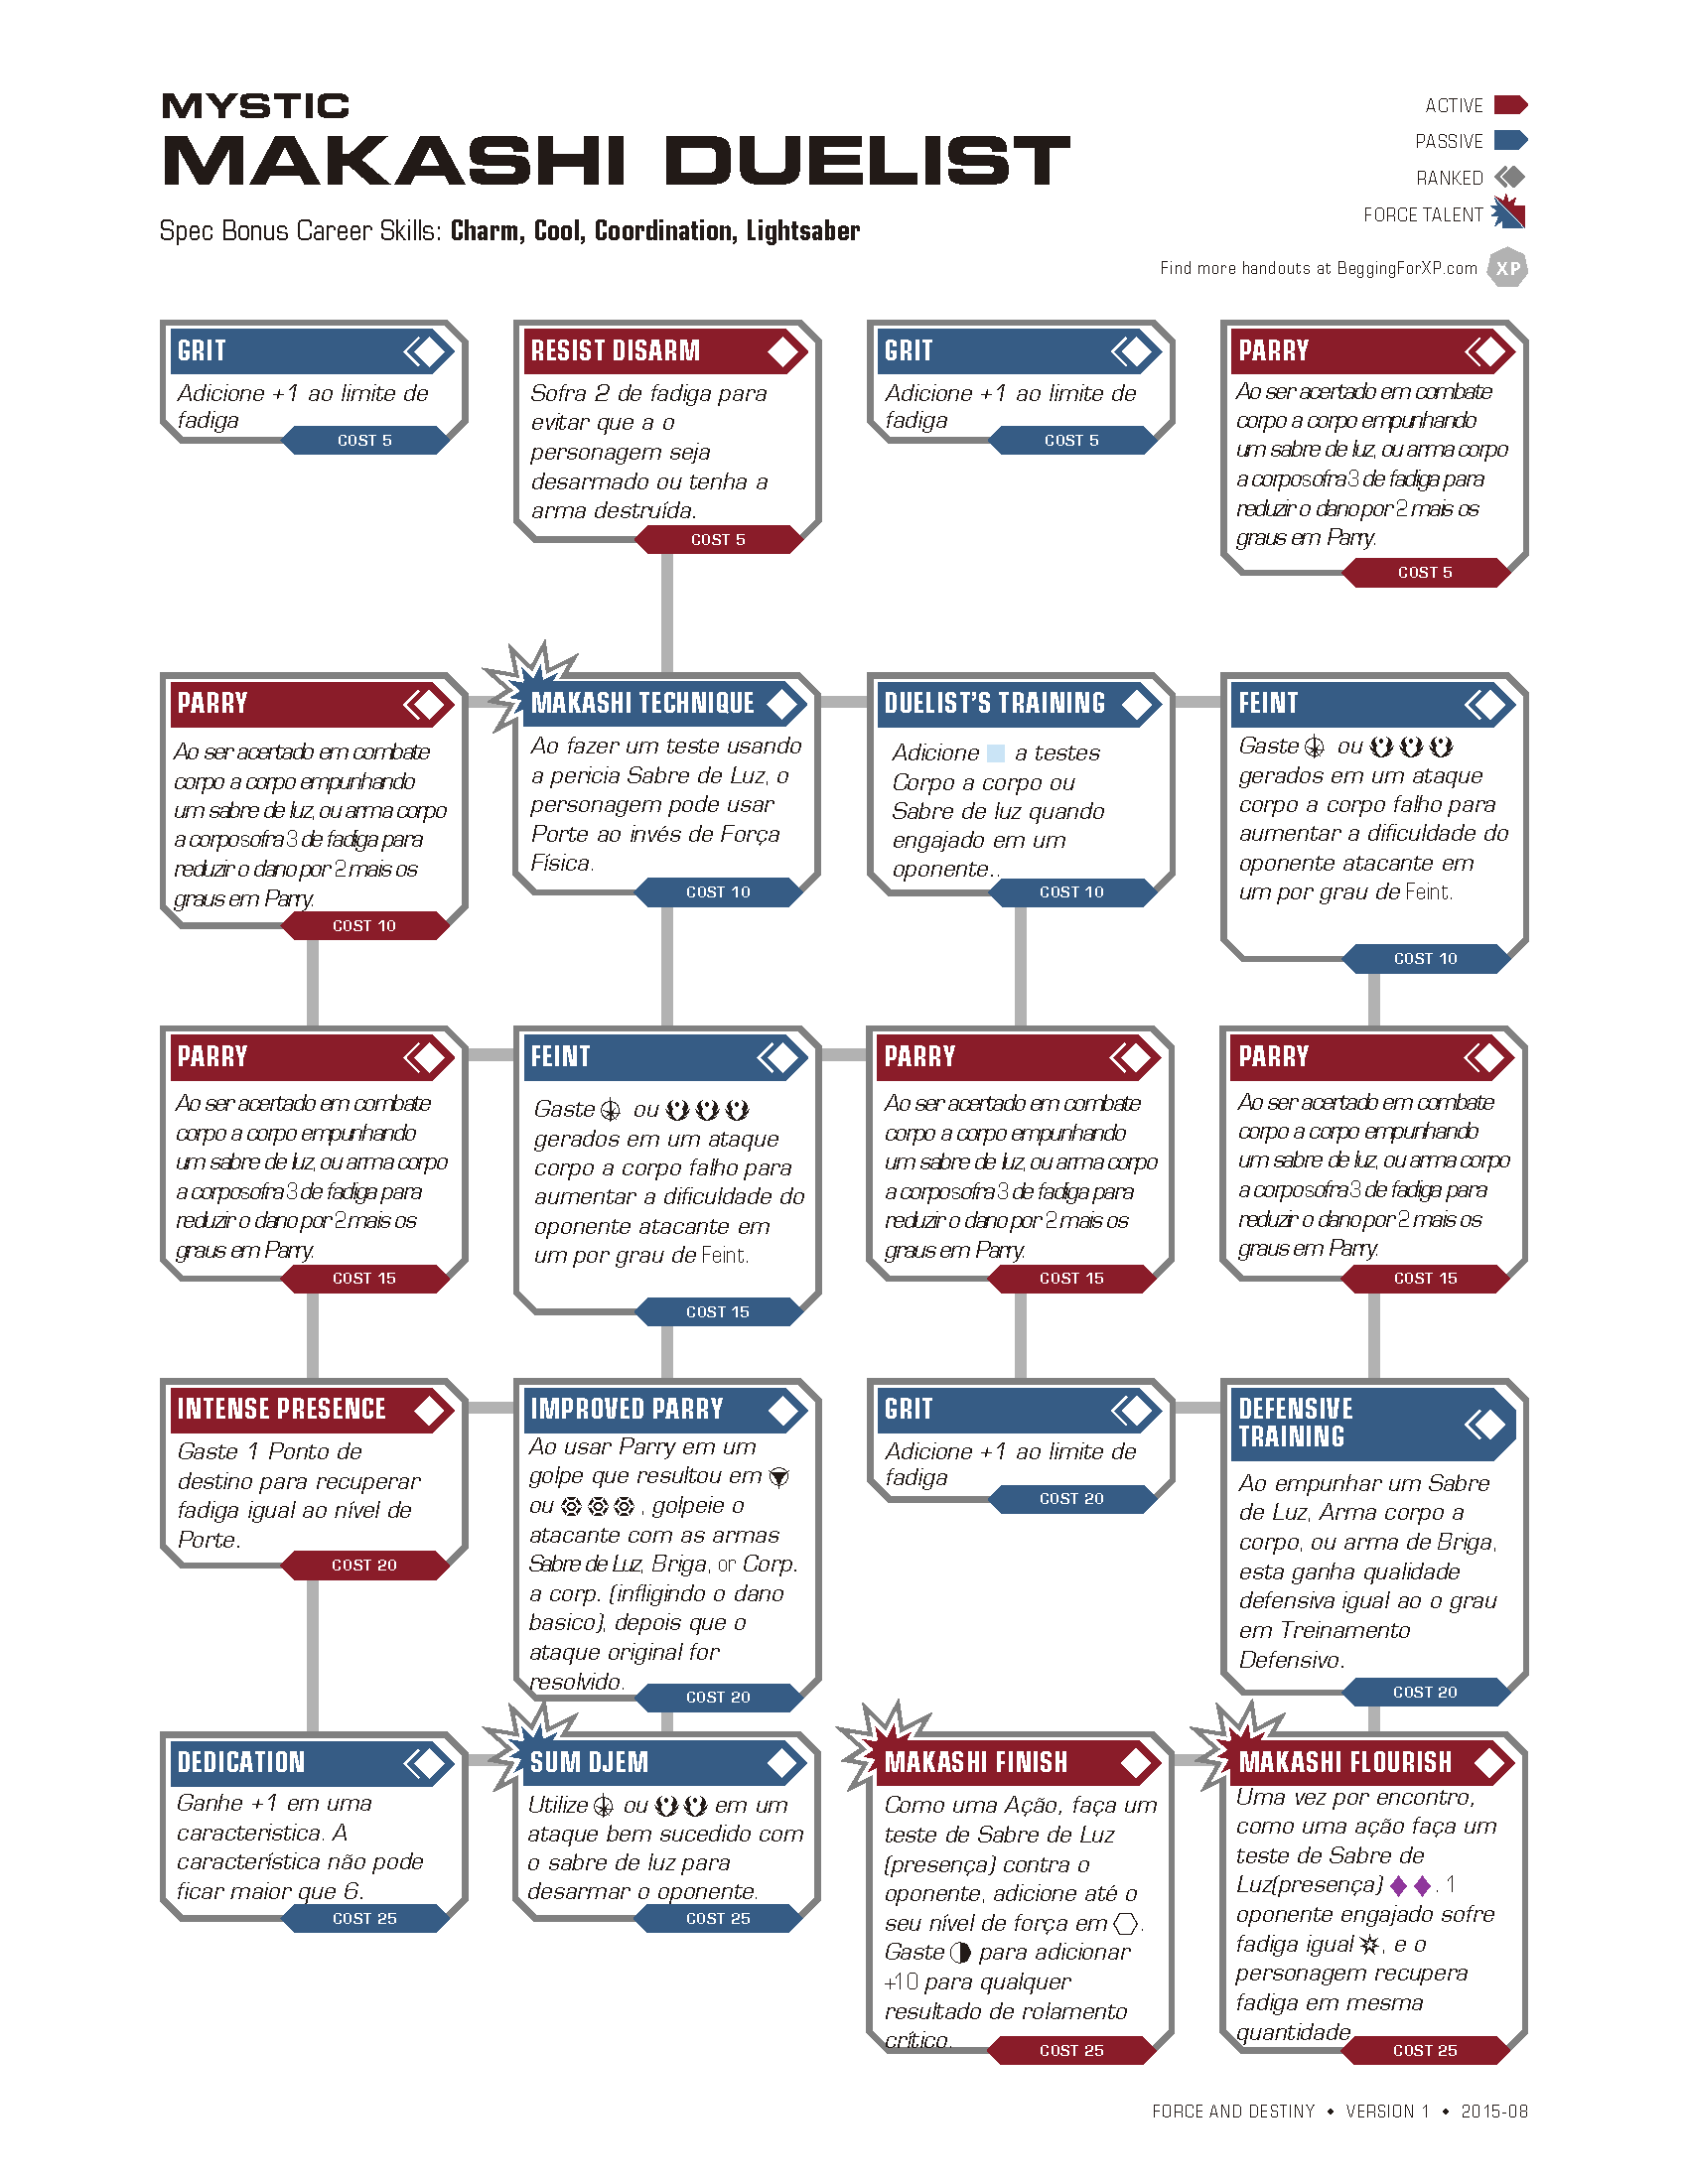 MYSTIC
MAKASHI DUELIST
Spec Bonus Career Skills: Charm, Cool, Coordination, Lightsaber
ACTIVE
PASSIVE
RANKED
FORCE TALENT
Find more handouts at BeggingForXP.com XP
GRIT
Adicione +1 ao limite de
fadiga
COST 5
RESIST DISARM
Sofra 2 de fadiga para
evitar que a o
personagem seja
desarmado ou tenha a
arma destruída.
COST 5
GRIT
Adicione +1 ao limite de
fadiga
COST 5
PARRY
Ao ser acertado em combate
corpo a corpo empunhando
um sabre de luz, ou arma corpo
a corpo sofra 3 de fadiga para
reduzir o dano por 2 mais os
graus em Parry.
COST 5
PARRY
Ao ser acertado em combate
corpo a corpo empunhando
um sabre de luz, ou arma corpo
a corpo sofra 3 de fadiga para
reduzir o dano por 2 mais os
graus em Parry.
COST 10
MAKASHI TECHNIQUE
Ao fazer um teste usando
a pericia Sabre de Luz, o
personagem pode usar
Porte ao invés de Força
Física.
COST 10
DUELIST'S TRAINING
Adicione a testes
Corpo a corpo ou
Sabre de luz quando
engajado em um
oponente..
COST 10
FEINT
Gaste ou
gerados em um ataque
corpo a corpo falho para
aumentar a dificuldade do
oponente atacante em
um por grau de Feint.
COST 10
PARRY
Ao ser acertado em combate
corpo a corpo empunhando
um sabre de luz, ou arma corpo
a corpo sofra 3 de fadiga para
reduzir o dano por 2 mais os
graus em Parry.
COST 15
FEINT
Gaste ou
gerados em um ataque
corpo a corpo falho para
aumentar a dificuldade do
oponente atacante em
um por grau de Feint.
COST 15
PARRY
Ao ser acertado em combate
corpo a corpo empunhando
um sabre de luz, ou arma corpo
a corpo sofra 3 de fadiga para
reduzir o dano por 2 mais os
graus em Parry.
COST 15
PARRY
Ao ser acertado em combate
corpo a corpo empunhando
um sabre de luz, ou arma corpo
a corpo sofra 3 de fadiga para
reduzir o dano por 2 mais os
graus em Parry.
COST 15
INTENSE PRESENCE
Gaste 1 Ponto de
destino para recuperar
fadiga igual ao nível de
Porte.
COST 20
IMPROVED PARRY
Ao usar Parry em um
golpe que resultou em
ou , golpeie o
atacante com as armas
Sabre de Luz, Briga, or Corp.
a corp. (infligindo o dano
basico), depois que o
ataque original for
resolvido.
COST 20
GRIT
Adicione +1 ao limite de
fadiga
COST 20
DEFENSIVE
TRAINING
Ao empunhar um Sabre
de Luz, Arma corpo a
corpo, ou arma de Briga,
esta ganha qualidade
defensiva igual ao o grau
em Treinamento
Defensivo.
COST 20
DEDICATION
Ganhe +1 em uma
caracteristica. A
característica não pode
ficar maior que 6.
COST 25
SUM DJEM
Utilize ou em um
ataque bem sucedido com
o sabre de luz para
desarmar o oponente.
COST 25
MAKASHI FINISH
Como uma Ação, faça um
teste de Sabre de Luz
(presença) contra o
oponente, adicione até o
seu nível de força em .
Gaste para adicionar
+10 para qualquer
resultado de rolamento
crítico.
COST 25
MAKASHI FLOURISH
Uma vez por encontro,
como uma ação faça um
teste de Sabre de
Luz(presença) . 1
oponente engajado sofre
fadiga igual , e o
personagem recupera
fadiga em mesma
quantidade
COST 25
FORCE AND DESTINY • VERSION 1 • 2015-08